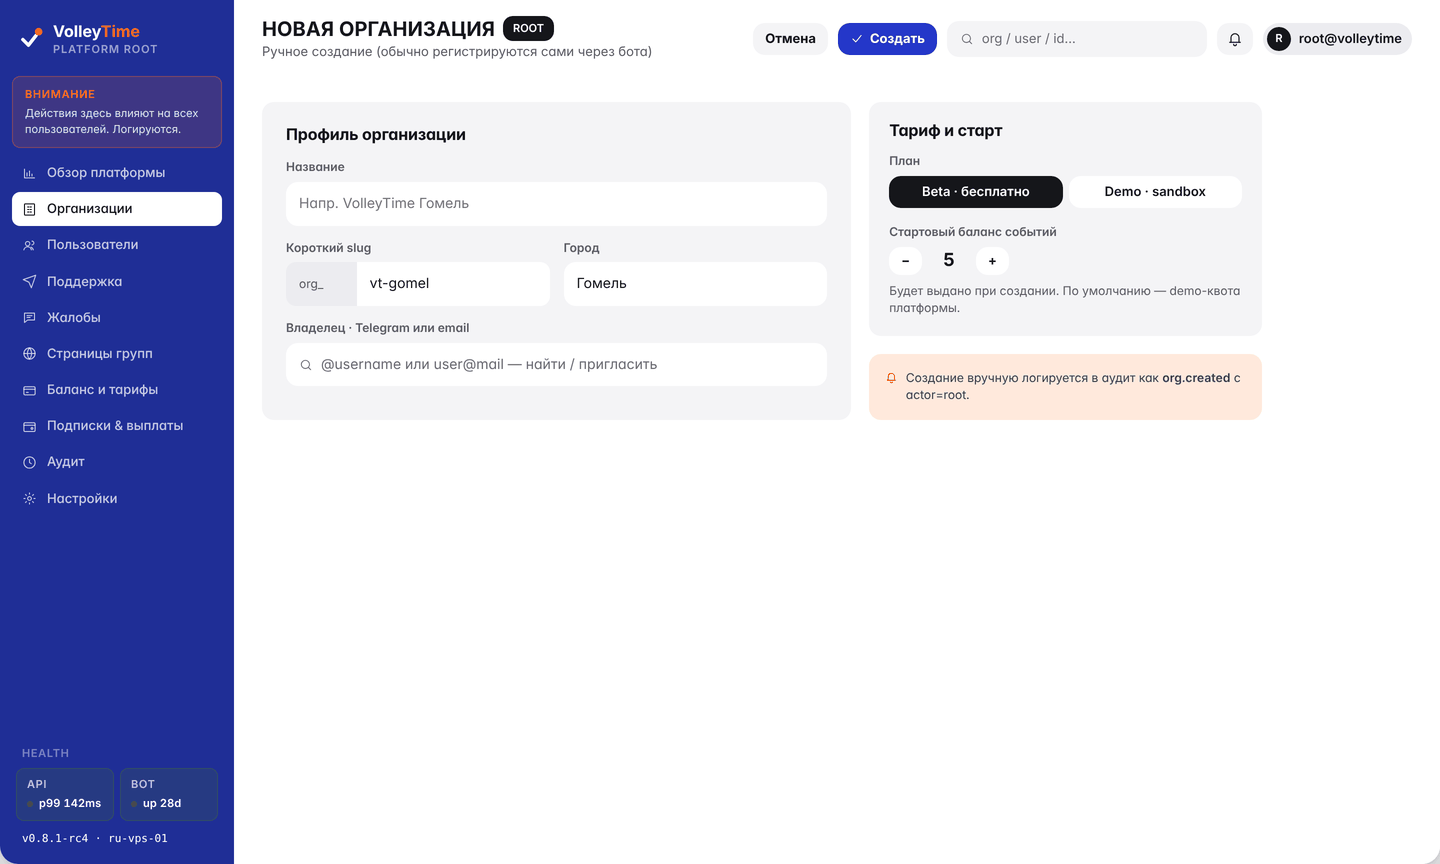 VolleyTime
PLATFORM ROOT
ВНИМАНИЕ
Действия здесь влияют на всех
пользователей. Логируются.
Обзор платформы
Организации
Пользователи
Поддержка
Жалобы
Страницы групп
Баланс и тарифы
Подписки & выплаты
Аудит
Настройки
HEALTH
API
p99 142ms
BOT
up 28d
v0.8.1-rc4 · ru-vps-01
НОВАЯ ОРГАНИЗАЦИЯ ROOT
Ручное создание (обычно регистрируются сами через бота)
Отмена
Создать
org / user / id...
R root@volleytime
Профиль организации
Название
Напр. VolleyTime Гомель
Короткий slug
org_ vt-gomel
Город
Гомель
Владелец · Telegram или email
@username или user@mail — найти / пригласить
Тариф и старт
План
Beta · бесплатно
Demo · sandbox
Стартовый баланс событий
– 5 +
Будет выдано при создании. По умолчанию — demo-квота
платформы.
Создание вручную логируется в аудит как org.created с
actor=root.